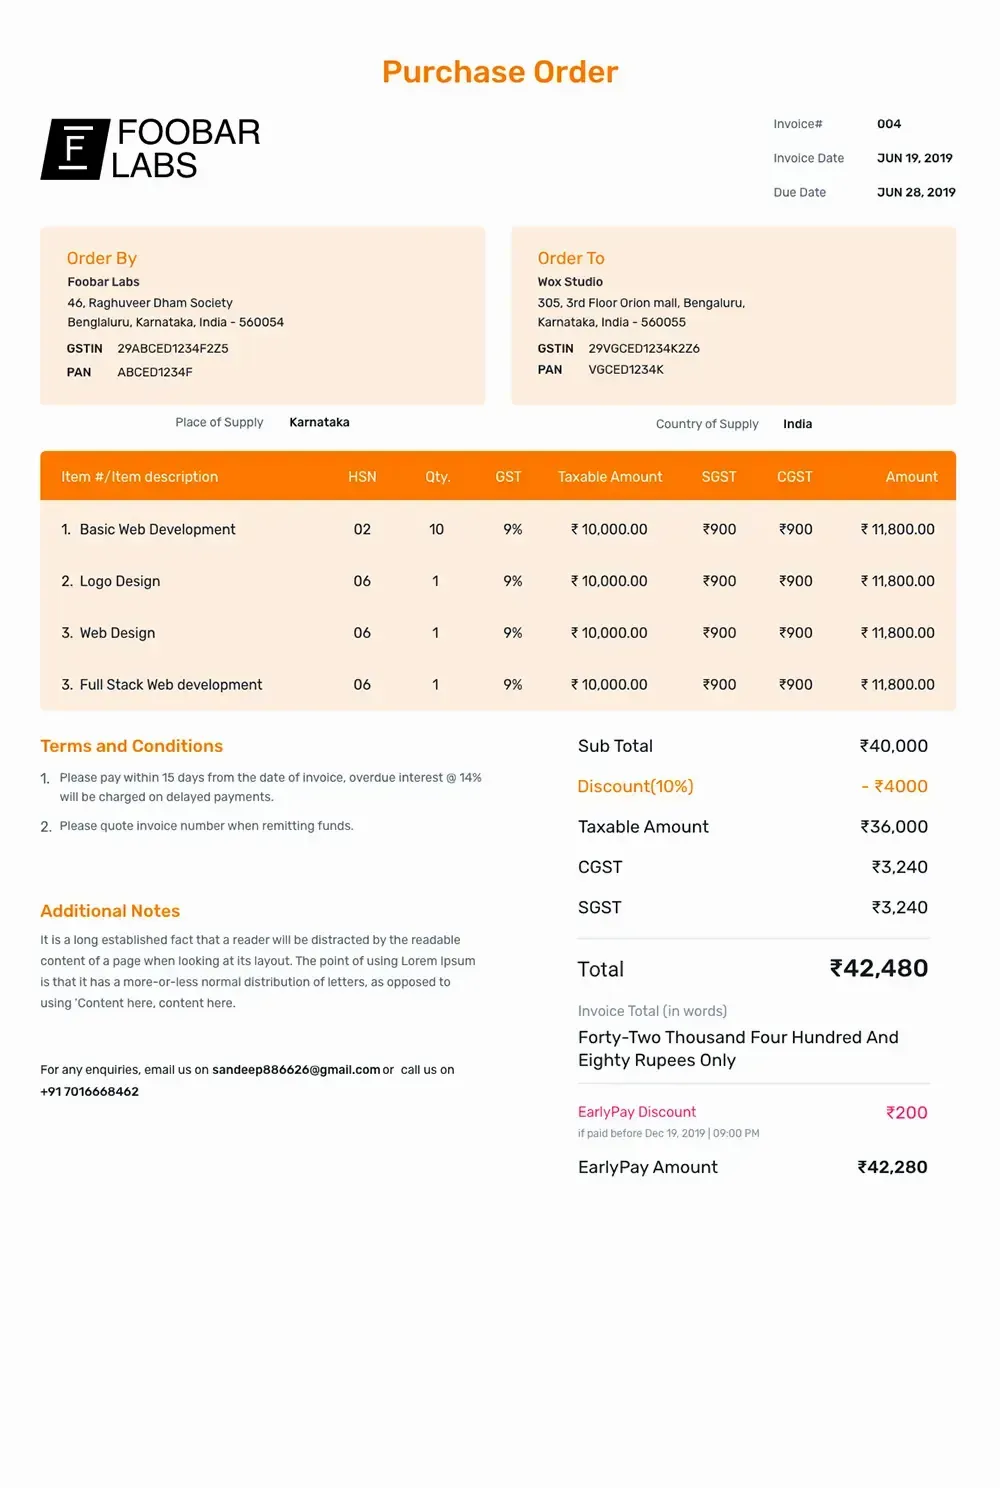 Purchase Order
F FOOBAR
LABS
Invoice# 004
Invoice Date JUN 19, 2019
Due Date JUN 28, 2019
Order By
Foobar Labs
46, Raghuveer Dham Society
Benglaluru, Karnataka, India - 560054
GSTIN 29ABCED1234F2Z5
PAN ABCED1234F
Order To
Wox Studio
305, 3rd Floor Orion mall, Bengaluru,
Karnataka, India - 560055
GSTIN 29VGCED1234K2Z6
PAN VGCED1234K
Place of Supply Karnataka
Country of Supply India
Item #/Item description HSN Qty. GST Taxable Amount SGST CGST Amount
1. Basic Web Development 02 10 9% ₹ 10,000.00 ₹900 ₹900 ₹ 11,800.00
2. Logo Design 06 1 9% ₹ 10,000.00 ₹900 ₹900 ₹ 11,800.00
3. Web Design 06 1 9% ₹ 10,000.00 ₹900 ₹900 ₹ 11,800.00
3. Full Stack Web development 06 1 9% ₹ 10,000.00 ₹900 ₹900 ₹ 11,800.00
Terms and Conditions
1. Please pay within 15 days from the date of invoice, overdue interest @ 14%
will be charged on delayed payments.
2. Please quote invoice number when remitting funds.
Additional Notes
It is a long established fact that a reader will be distracted by the readable
content of a page when looking at its layout. The point of using Lorem Ipsum
is that it has a more-or-less normal distribution of letters, as opposed to
using 'Content here, content here.
For any enquiries, email us on sandeep886626@gmail.com or call us on
+91 7016668462
Sub Total ₹40,000
Discount(10%) - ₹4000
Taxable Amount ₹36,000
CGST ₹3,240
SGST ₹3,240
Total ₹42,480
Invoice Total (in words)
Forty-Two Thousand Four Hundred And
Eighty Rupees Only
EarlyPay Discount ₹200
if paid before Dec 19, 2019 | 09:00 PM
EarlyPay Amount ₹42,280